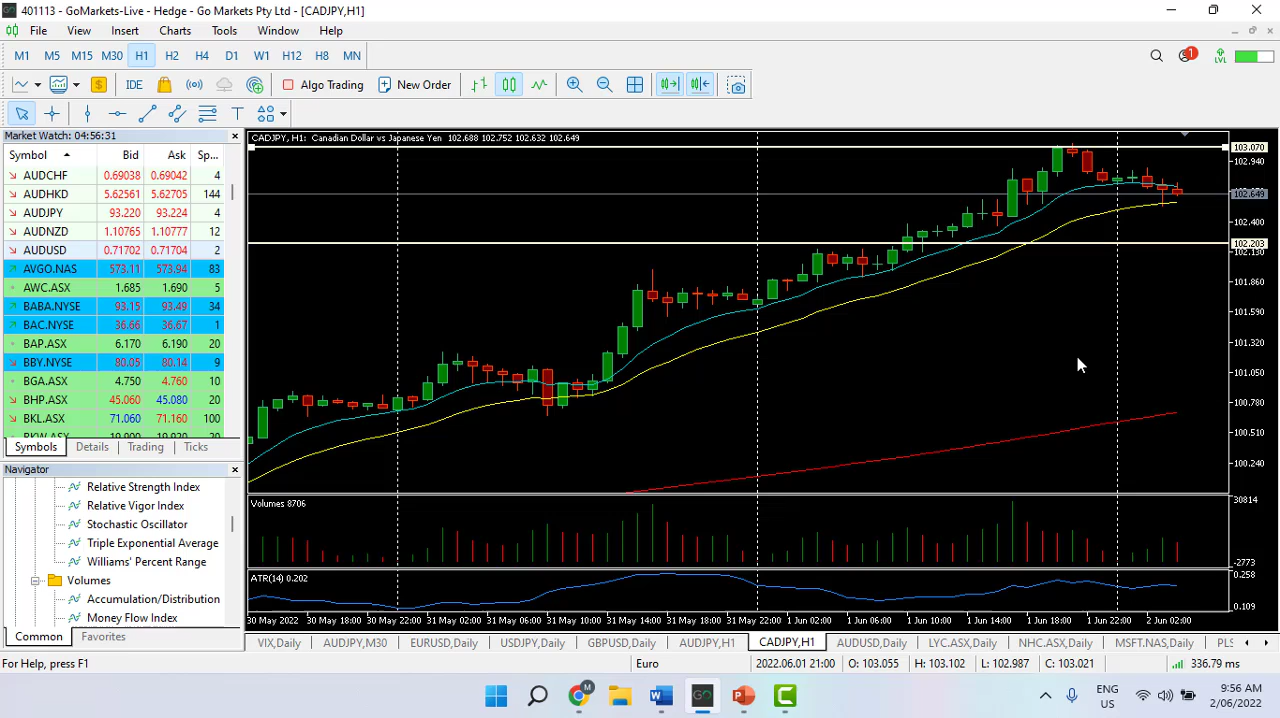 401113 - GoMarkets-Live - Hedge - Go Markets Pty Ltd - [CADJPY,H1]
File View Insert Charts Tools Window Help
M1 M5 M15 M30 H1 H2 H4 D1 W1 H12 H8 MN
1 LVL
$ IDE Algo Trading New Order
T
Market Watch: 04:56:31
Symbol Bid Ask Sp...
AUDCHF 0.69038 0.69042 4
AUDHKD 5.62561 5.62705 144
AUDJPY 93.220 93.224 4
AUDNZD 1.10765 1.10777 12
AUDUSD 0.71702 0.71704 2
AVGO.NAS 573.11 573.94 83
AWC.ASX 1.685 1.690 5
BABA.NYSE 93.15 93.49 34
BAC.NYSE 36.66 36.67 1
BAP.ASX 6.170 6.190 20
BBY.NYSE 80.05 80.14 9
BGA.ASX 4.750 4.760 10
BHP.ASX 45.060 45.080 20
BKL.ASX 71.060 71.160 100
Symbols Details Trading Ticks
Navigator
Relative Strength Index
Relative Vigor Index
Stochastic Oscillator
Triple Exponential Average
Williams' Percent Range
Volumes
Accumulation/Distribution
Money Flow Index
Common Favorites
CADJPY, H1: Canadian Dollar vs Japanese Yen 102.688 102.752 102.632 102.649
103.070
102.940
102.649
102.400
102.203
102.130
101.860
101.590
101.320
101.050
100.780
100.510
100.240
Volumes 8706
30814
-2773
ATR(14) 0.202
0.258
0.109
30 May 2022 30 May 18:00 30 May 22:00 31 May 02:00 31 May 06:00 31 May 10:00 31 May 14:00 31 May 18:00 31 May 22:00 1 Jun 02:00 1 Jun 06:00 1 Jun 10:00 1 Jun 14:00 1 Jun 18:00 1 Jun 22:00 2 Jun 02:00
VIX,Daily AUDJPY,M30 EURUSD,Daily USDJPY,Daily GBPUSD,Daily AUDJPY,H1 CADJPY,H1 AUDUSD,Daily LYC.ASX,Daily NHC.ASX,Daily MSFT.NAS,Daily PLS
For Help, press F1 Euro 2022.06.01 21:00 O: 103.055 H: 103.102 L: 102.987 C: 103.021 336.79 ms
M W GO P C
ENG
US
9:56 AM
2/06/2022